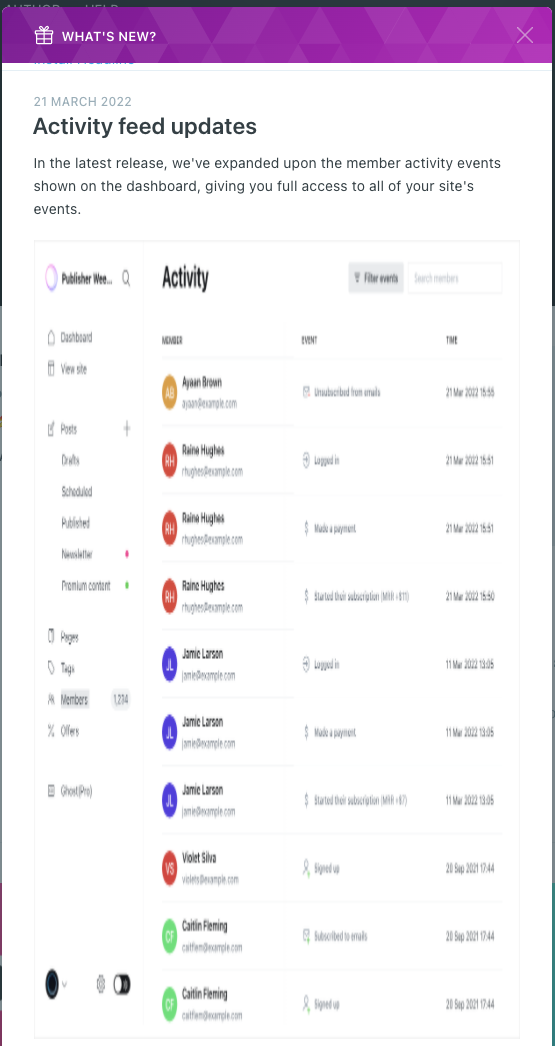 AUTHOR HELP
WHAT'S NEW?
21 MARCH 2022
Activity feed updates
In the latest release, we've expanded upon the member activity events
shown on the dashboard, giving you full access to all of your site's
events.
Publisher Wee...
Activity
Filter events
Search members
Dashboard
View site
Posts
Drafts
Scheduled
Published
Newsletter
Premium content
Pages
Tags
Members 1,234
Offers
Ghost(Pro)
MEMBER EVENT TIME
AB Ayaan Brown
ayaan@example.com
Unsubscribed from emails
21 Mar 2022 15:55
RH Raine Hughes
rhughes@example.com
Logged in
21 Mar 2022 15:51
RH Raine Hughes
rhughes@example.com
Made a payment
21 Mar 2022 15:51
RH Raine Hughes
rhughes@example.com
Started their subscription (MRR +$11)
21 Mar 2022 15:50
JL Jamie Larson
jamie@example.com
Logged in
11 Mar 2022 13:05
JL Jamie Larson
jamie@example.com
Made a payment
11 Mar 2022 13:05
JL Jamie Larson
jamie@example.com
Started their subscription (MRR +$7)
11 Mar 2022 13:05
VS Violet Silva
violets@example.com
Signed up
20 Sep 2021 17:44
CF Caitlin Fleming
caitflem@example.com
Subscribed to emails
20 Sep 2021 17:44
CF Caitlin Fleming
caitflem@example.com
Signed up
20 Sep 2021 17:44